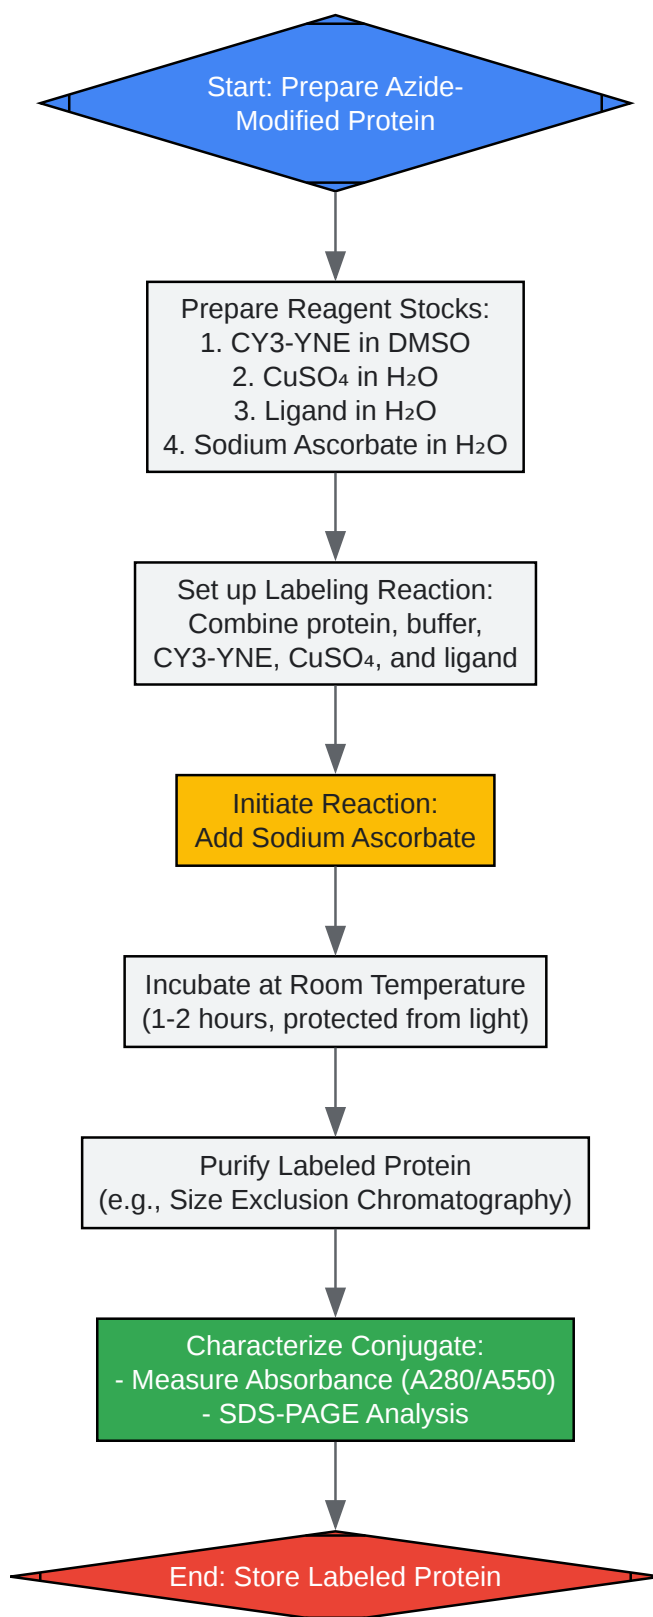 Start: Prepare Azide-
Modified Protein
Prepare Reagent Stocks:
1. CY3-YNE in DMSO
2. CuSO₄ in H₂O
3. Ligand in H₂O
4. Sodium Ascorbate in H₂O
Set up Labeling Reaction:
Combine protein, buffer,
CY3-YNE, CuSO₄, and ligand
Initiate Reaction:
Add Sodium Ascorbate
Incubate at Room Temperature
(1-2 hours, protected from light)
Purify Labeled Protein
(e.g., Size Exclusion Chromatography)
Characterize Conjugate:
- Measure Absorbance (A280/A550)
- SDS-PAGE Analysis
End: Store Labeled Protein